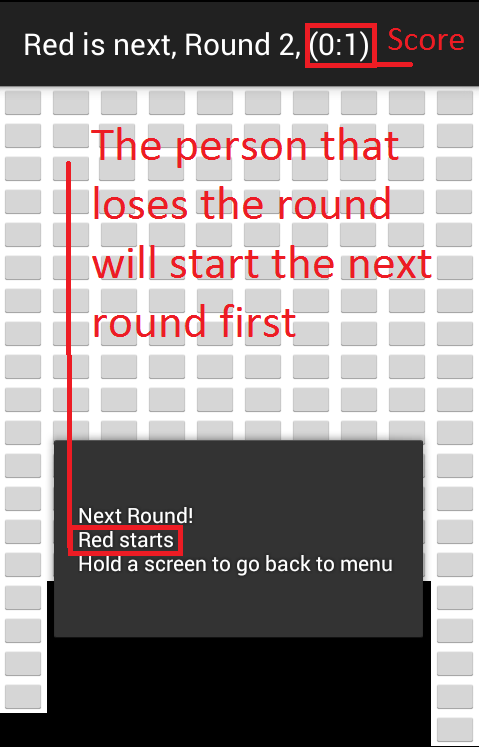 Red is next, Round 2, (0:1) Score
The person that
loses the round
will start the next
round first
Next Round!
Red starts
Hold a screen to go back to menu